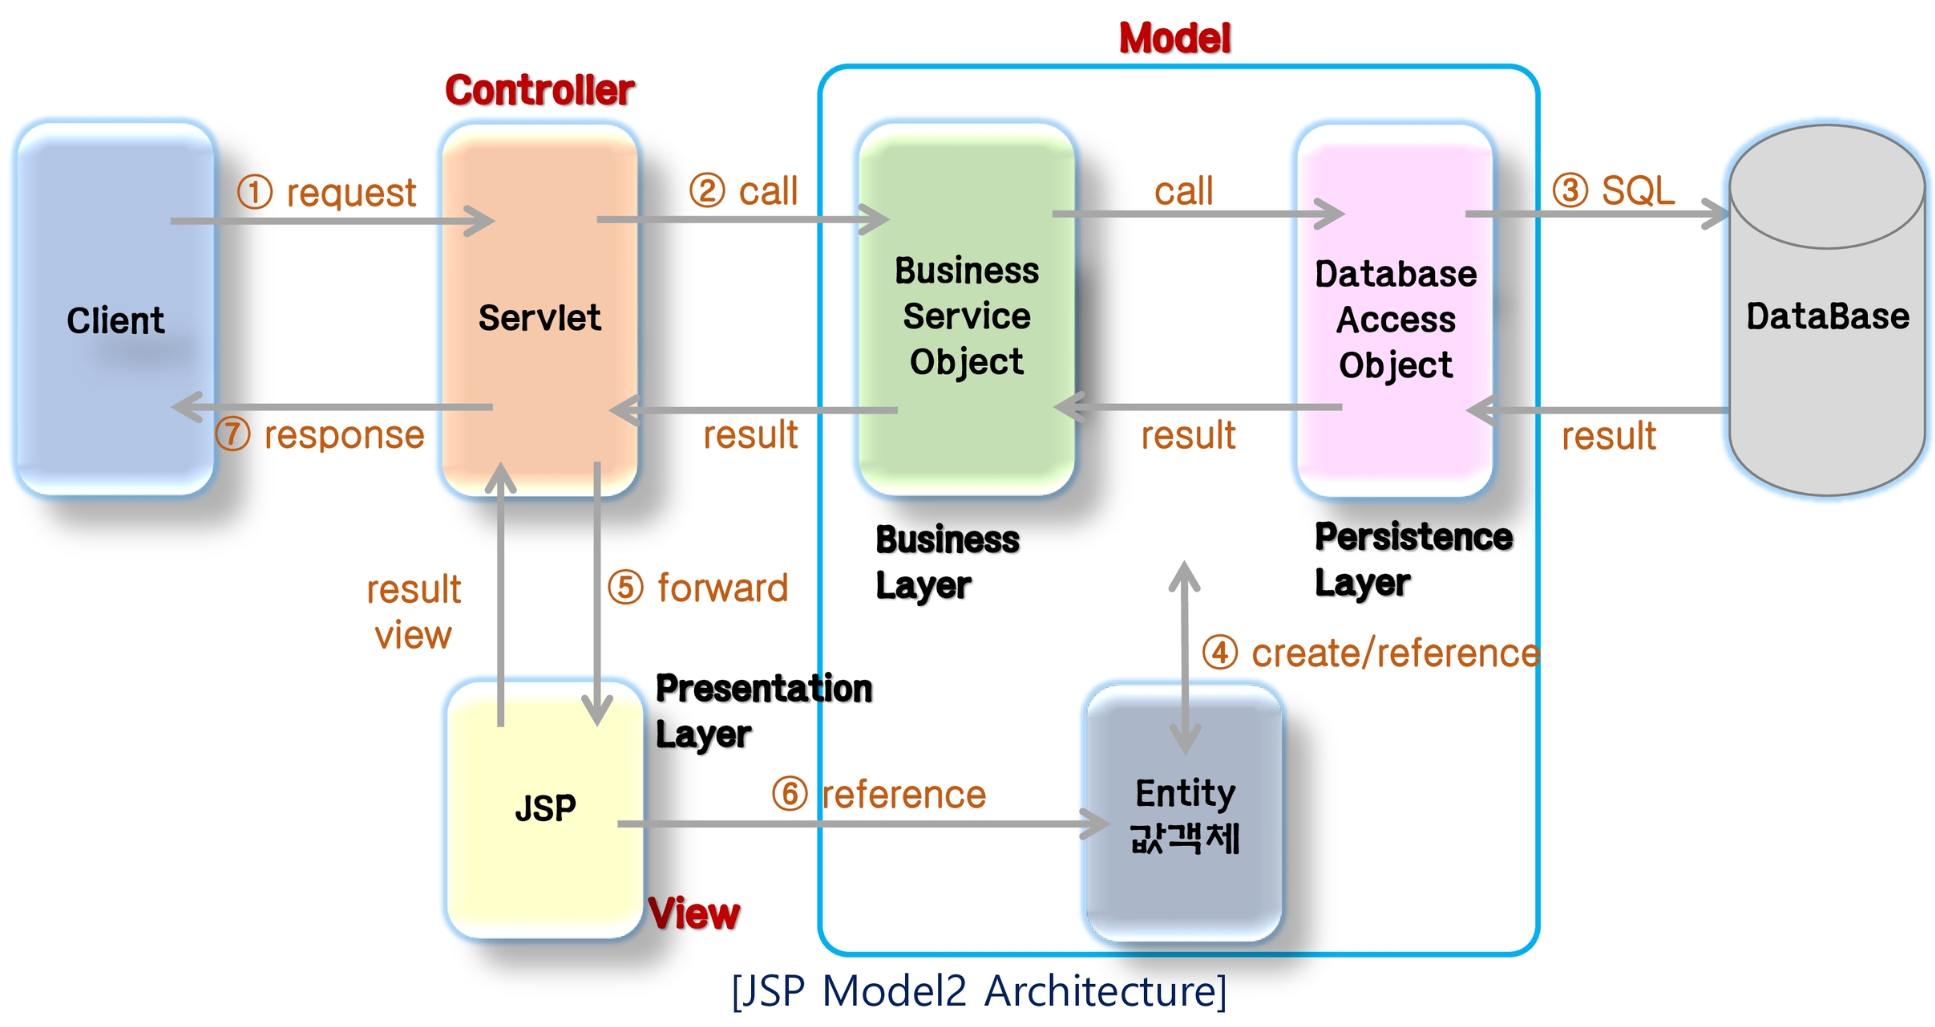 Model
Controller
① request
② call
call
③ SQL
Client
Servlet
Business
Service
Object
Database
Access
Object
DataBase
⑦ response
result
result
result
Business
Layer
Persistence
Layer
result
view
⑤ forward
④ create/reference
Presentation
Layer
JSP
⑥ reference
Entity
값객체
View
[JSP Model2 Architecture]